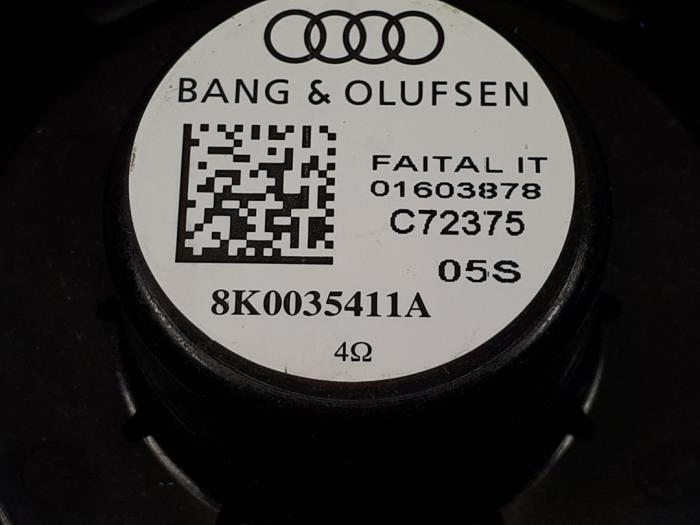 BANG & OLUFSEN
FAITAL IT
01603878
C72375
05S
8K0035411A
4Ω